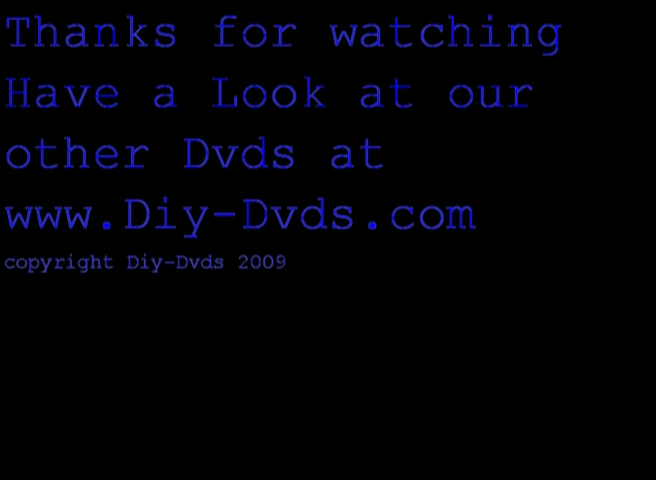 Thanks for watching
Have a Look at our
other Dvds at
www.Diy-Dvds.com
copyright Diy-Dvds 2009